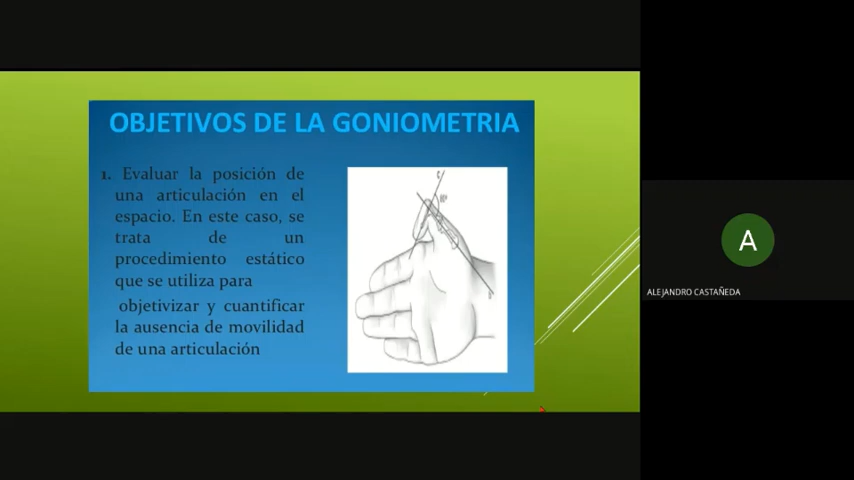 OBJETIVOS DE LA GONIOMETRIA
1. Evaluar la posición de
una articulación en el
espacio. En este caso, se
trata de un
procedimiento estático
que se utiliza para
objetivizar y cuantificar
la ausencia de movilidad
de una articulación
C
A
ALEJANDRO CASTAÑEDA